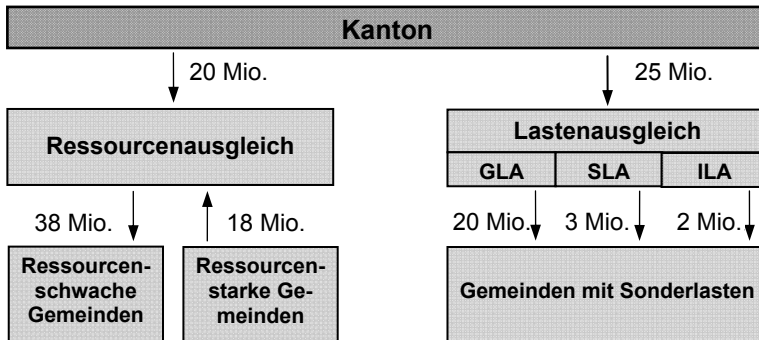 Kanton
20 Mio.
25 Mio.
Ressourcenausgleich
Lastenausgleich
GLA
SLA
ILA
38 Mio.
18 Mio.
20 Mio.
3 Mio.
2 Mio.
Ressourcen-
schwache
Gemeinden
Ressourcen-
starke Ge-
meinden
Gemeinden mit Sonderlasten